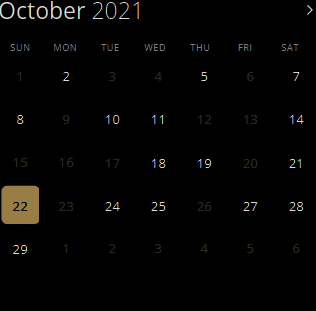 October 2021
SUN MON TUE WED THU FRI SAT
1 2 3 4 5 6 7
8 9 10 11 12 13 14
15 16 17 18 19 20 21
22 23 24 25 26 27 28
29 1 2 3 4 5 6